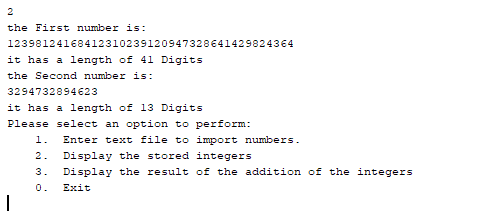 2
the First number is:
12398124168412310239120947328641429824364
it has a length of 41 Digits
the Second number is:
3294732894623
it has a length of 13 Digits
Please select an option to perform:
1. Enter text file to import numbers.
2. Display the stored integers
3. Display the result of the addition of the integers
0. Exit